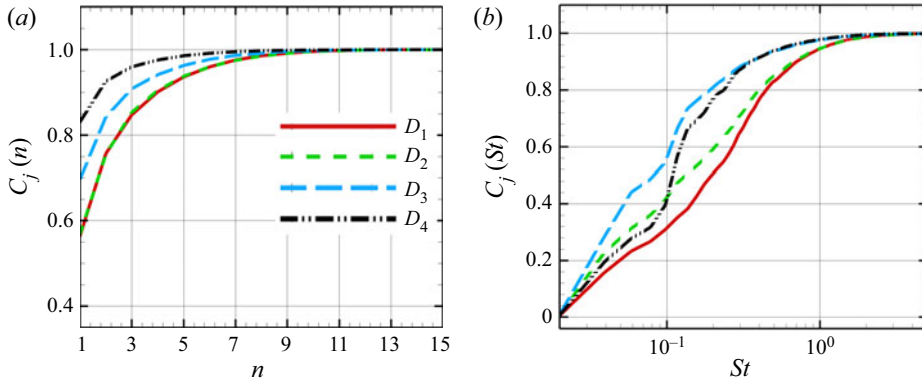 (a)
1.0
0.8
0.6
0.4
C_j (n)
1 3 5 7 9 11 13 15
n
D_1
D_2
D_3
D_4
(b)
1.0
0.8
0.6
0.4
0.2
0
C_j (St)
10^{-1} 10^0
St